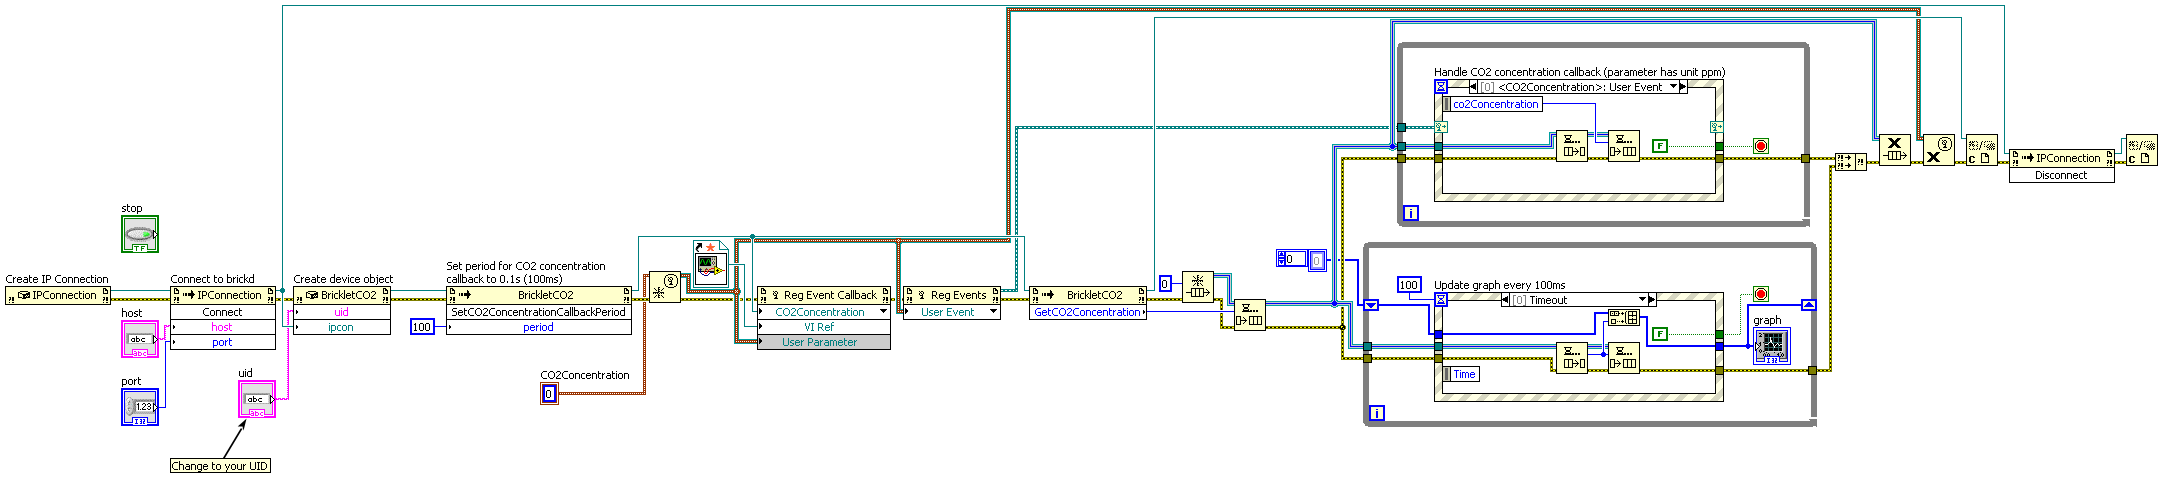 Handle CO2 concentration callback (parameter has unit ppm)
[0] <CO2Concentration>: User Event
co2Concentration
F
i
IPConnection
Disconnect
stop
TF
Create IP Connection
IPConnection
Connect to brickd
IPConnection
Connect
host
port
Create device object
BrickletCO2
uid
ipcon
Set period for CO2 concentration
callback to 0.1s (100ms)
BrickletCO2
SetCO2ConcentrationCallbackPeriod
period
100
Reg Event Callback
CO2Concentration
VI Ref
User Parameter
Reg Events
User Event
BrickletCO2
GetCO2Concentration
0
0
0
100
Update graph every 100ms
[0] Timeout
F
graph
I32
Time
i
host
abc
abc
port
1.23
I32
uid
abc
abc
CO2Concentration
0
Change to your UID